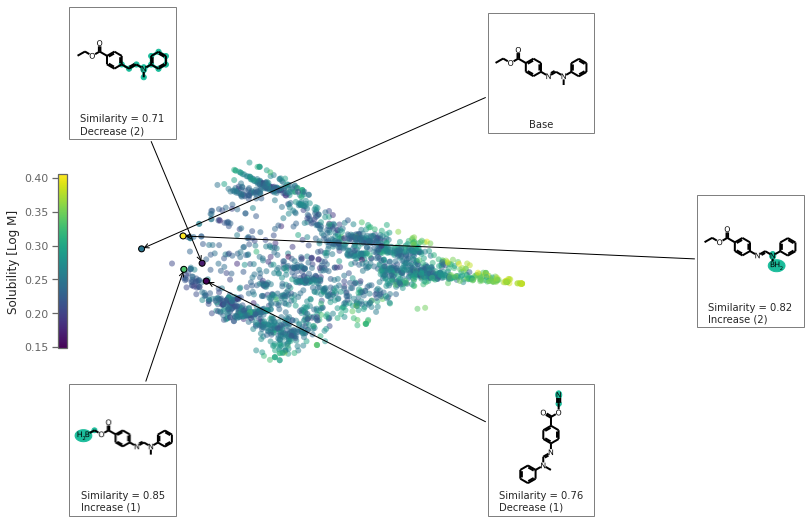 Similarity = 0.71
Decrease (2)
Base
0.40
0.35
0.30
0.25
0.20
0.15
Solubility [Log M]
Similarity = 0.82
Increase (2)
Similarity = 0.85
Increase (1)
Similarity = 0.76
Decrease (1)